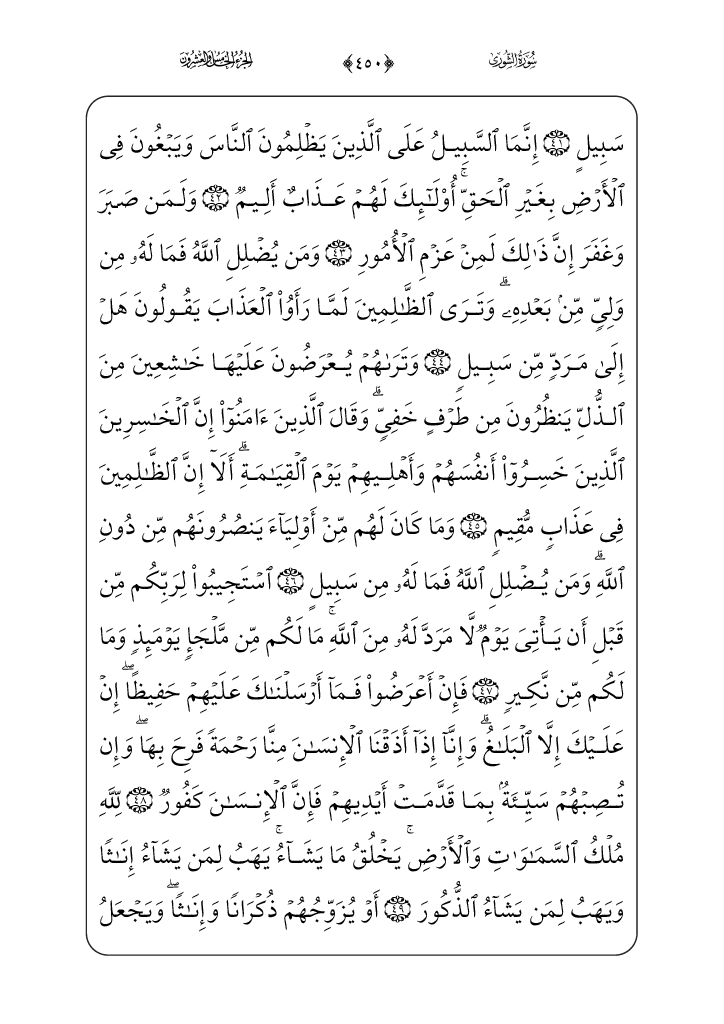 سُورَةُ الشُّورَى ﴿٤٥٠﴾ الجُزْءُ الخَامِسُ وَالعِشْرُونَ
سَبِيلٍ ٤١ إِنَّمَا ٱلسَّبِيلُ عَلَى ٱلَّذِينَ يَظْلِمُونَ ٱلنَّاسَ وَيَبْغُونَ فِى
ٱلْأَرْضِ بِغَيْرِ ٱلْحَقِّ ۚ أُو۟لَـٰٓئِكَ لَهُمْ عَذَابٌ أَلِيمٌ ٤٢ وَلَمَن صَبَرَ
وَغَفَرَ إِنَّ ذَٰلِكَ لَمِنْ عَزْمِ ٱلْأُمُورِ ٤٣ وَمَن يُضْلِلِ ٱللَّهُ فَمَا لَهُۥ مِن
وَلِىٍّ مِّنۢ بَعْدِهِۦ ۗ وَتَرَى ٱلظَّـٰلِمِينَ لَمَّا رَأَوُا۟ ٱلْعَذَابَ يَقُولُونَ هَلْ
إِلَىٰ مَرَدٍّ مِّن سَبِيلٍ ٤٤ وَتَرَىٰهُمْ يُعْرَضُونَ عَلَيْهَا خَـٰشِعِينَ مِنَ
ٱلذُّلِّ يَنظُرُونَ مِن طَرْفٍ خَفِىٍّ ۗ وَقَالَ ٱلَّذِينَ ءَامَنُوٓا۟ إِنَّ ٱلْخَـٰسِرِينَ
ٱلَّذِينَ خَسِرُوٓا۟ أَنفُسَهُمْ وَأَهْلِيهِمْ يَوْمَ ٱلْقِيَـٰمَةِ ۗ أَلَآ إِنَّ ٱلظَّـٰلِمِينَ
فِى عَذَابٍ مُّقِيمٍ ٤٥ وَمَا كَانَ لَهُم مِّنْ أَوْلِيَآءَ يَنصُرُونَهُم مِّن دُونِ
ٱللَّهِ ۗ وَمَن يُضْلِلِ ٱللَّهُ فَمَا لَهُۥ مِن سَبِيلٍ ٤٦ ٱسْتَجِيبُوا۟ لِرَبِّكُم مِّن
قَبْلِ أَن يَأْتِىَ يَوْمٌ لَّا مَرَدَّ لَهُۥ مِنَ ٱللَّهِ ۚ مَا لَكُم مِّن مَّلْجَإٍ يَوْمَئِذٍ وَمَا
لَكُم مِّن نَّكِيرٍ ٤٧ فَإِنْ أَعْرَضُوا۟ فَمَآ أَرْسَلْنَـٰكَ عَلَيْهِمْ حَفِيظًا ۖ إِنْ
عَلَيْكَ إِلَّا ٱلْبَلَـٰغُ ۗ وَإِنَّآ إِذَآ أَذَقْنَا ٱلْإِنسَـٰنَ مِنَّا رَحْمَةً فَرِحَ بِهَا ۖ وَإِن
تُصِبْهُمْ سَيِّئَةٌۢ بِمَا قَدَّمَتْ أَيْدِيهِمْ فَإِنَّ ٱلْإِنسَـٰنَ كَفُورٌ ٤٨ لِّلَّهِ
مُلْكُ ٱلسَّمَـٰوَٰتِ وَٱلْأَرْضِ ۚ يَخْلُقُ مَا يَشَآءُ ۚ يَهَبُ لِمَن يَشَآءُ إِنَـٰثًا
وَيَهَبُ لِمَن يَشَآءُ ٱلذُّكُورَ ٤٩ أَوْ يُزَوِّجُهُمْ ذُكْرَانًا وَإِنَـٰثًا ۖ وَيَجْعَلُ